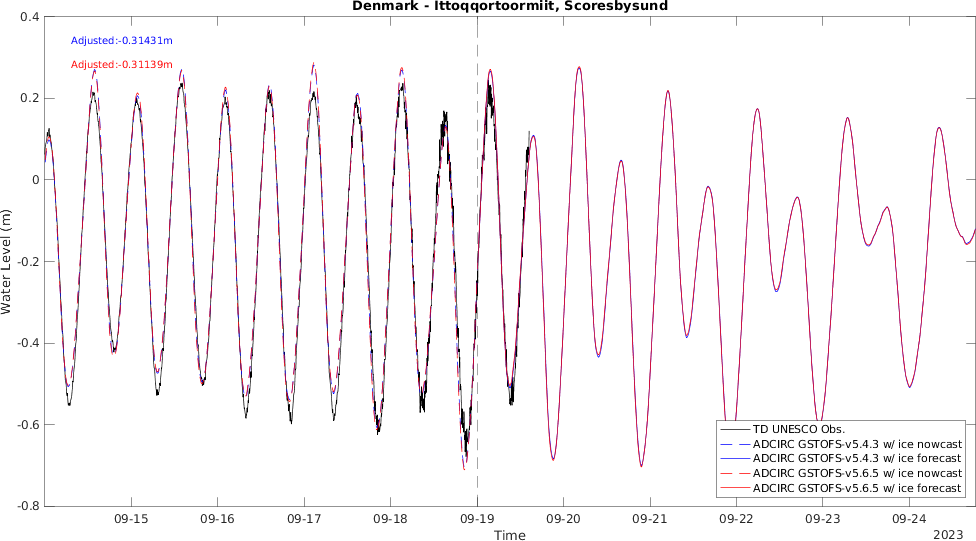 Denmark - Ittoqqortoormiit, Scoresbysund
0.4
Adjusted:-0.31431m
Adjusted:-0.31139m
0.2
0
-0.2
-0.4
-0.6
-0.8
Water Level (m)
TD UNESCO Obs.
ADCIRC GSTOFS-v5.4.3 w/ ice nowcast
ADCIRC GSTOFS-v5.4.3 w/ ice forecast
ADCIRC GSTOFS-v5.6.5 w/ ice nowcast
ADCIRC GSTOFS-v5.6.5 w/ ice forecast
09-15 09-16 09-17 09-18 09-19 09-20 09-21 09-22 09-23 09-24
Time
2023